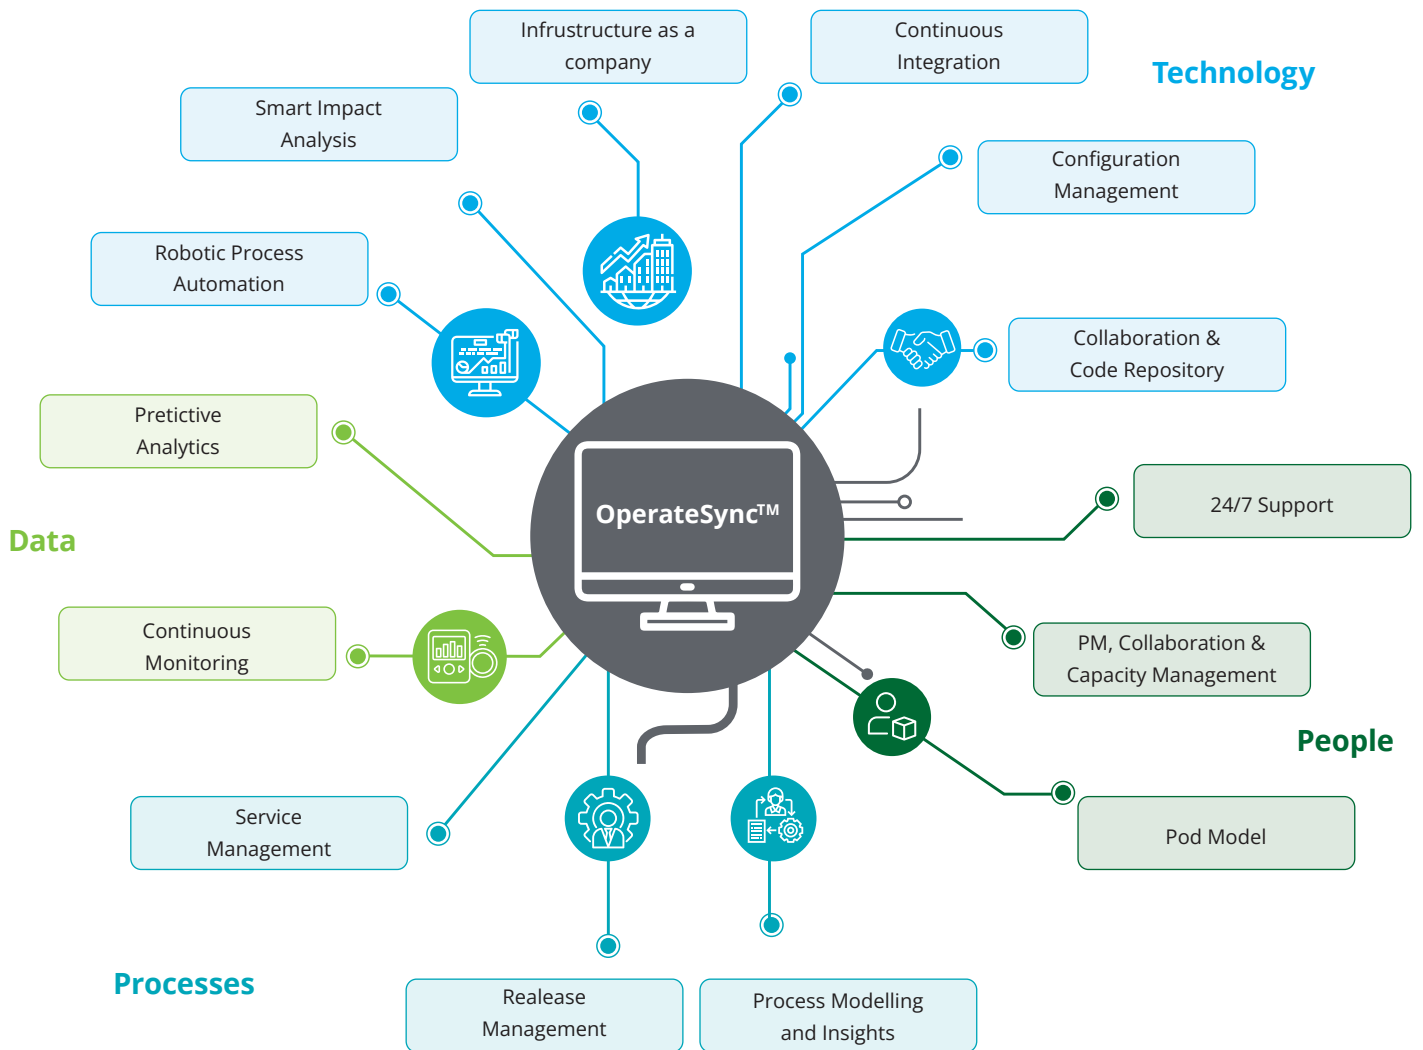 Infrustructure as a
company
Continuous
Integration
Technology
Smart Impact
Analysis
Configuration
Management
Robotic Process
Automation
Collaboration &
Code Repository
Pretictive
Analytics
24/7 Support
OperateSync™
Data
Continuous
Monitoring
PM, Collaboration &
Capacity Management
People
Service
Management
Pod Model
Processes
Realease
Management
Process Modelling
and Insights